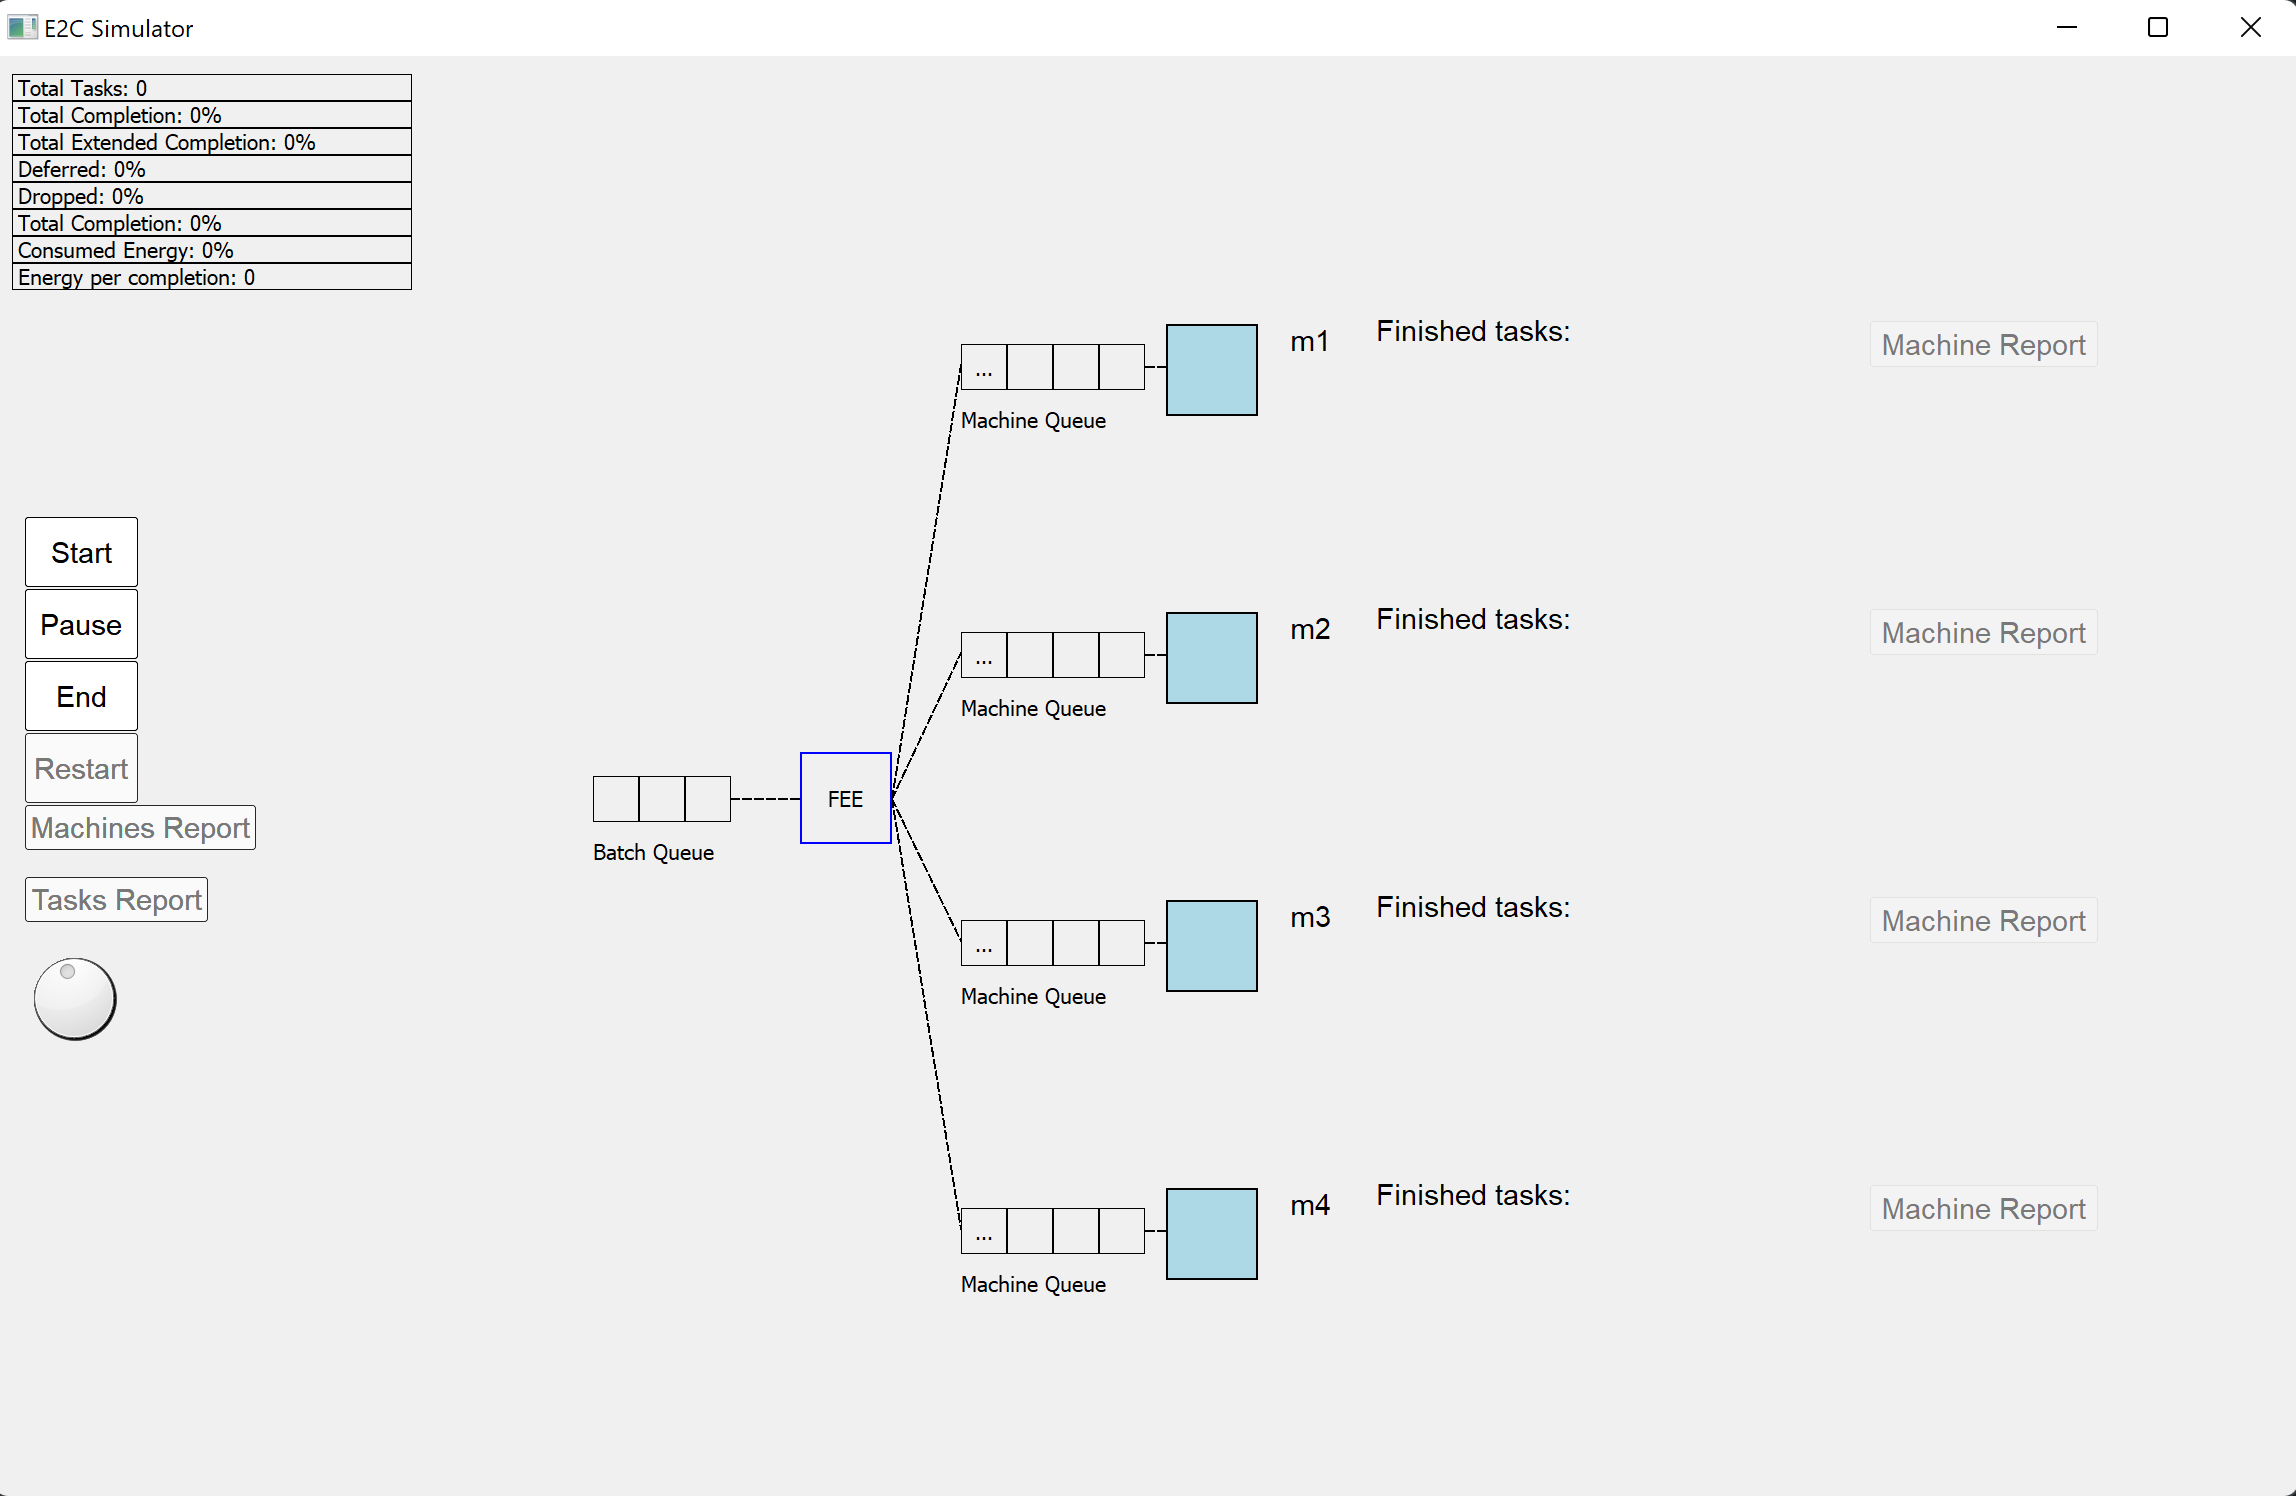 E2C Simulator
Total Tasks: 0
Total Completion: 0%
Total Extended Completion: 0%
Deferred: 0%
Dropped: 0%
Total Completion: 0%
Consumed Energy: 0%
Energy per completion: 0
Start
Pause
End
Restart
Machines Report
Tasks Report
Batch Queue
FEE
...
Machine Queue
m1
Finished tasks:
Machine Report
...
Machine Queue
m2
Finished tasks:
Machine Report
...
Machine Queue
m3
Finished tasks:
Machine Report
...
Machine Queue
m4
Finished tasks:
Machine Report